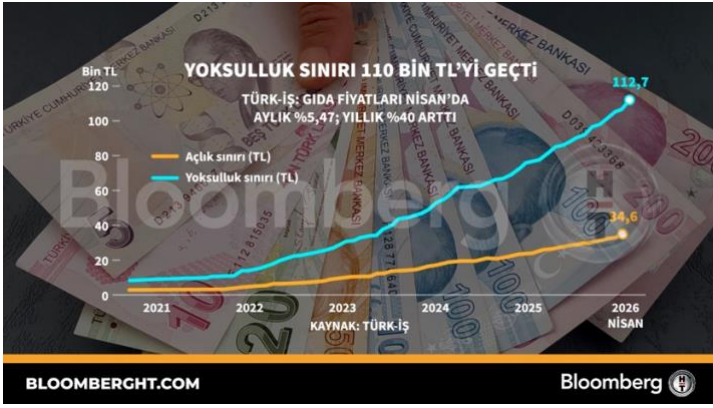 YOKSULLUK SINIRI 110 BİN TL'Yİ GEÇTİ
TÜRK-İŞ: GIDA FİYATLARI NİSAN'DA
AYLIK %5,47; YILLIK %40 ARTTI
Bin TL
120
100
80
60
40
20
0
Açlık sınırı (TL)
Yoksulluk sınırı (TL)
112,7
34,6
2021
2022
2023
2024
2025
2026
NİSAN
KAYNAK: TÜRK-İŞ
Bloomberg
HT
BLOOMBERGHT.COM
Bloomberg HT